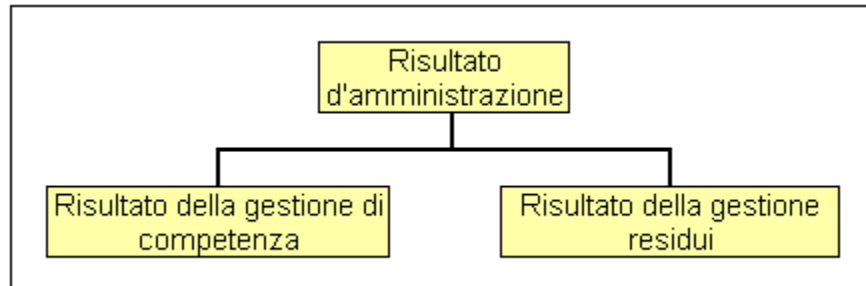 Risultato
d'amministrazione
Risultato della gestione di
competenza
Risultato della gestione
residui